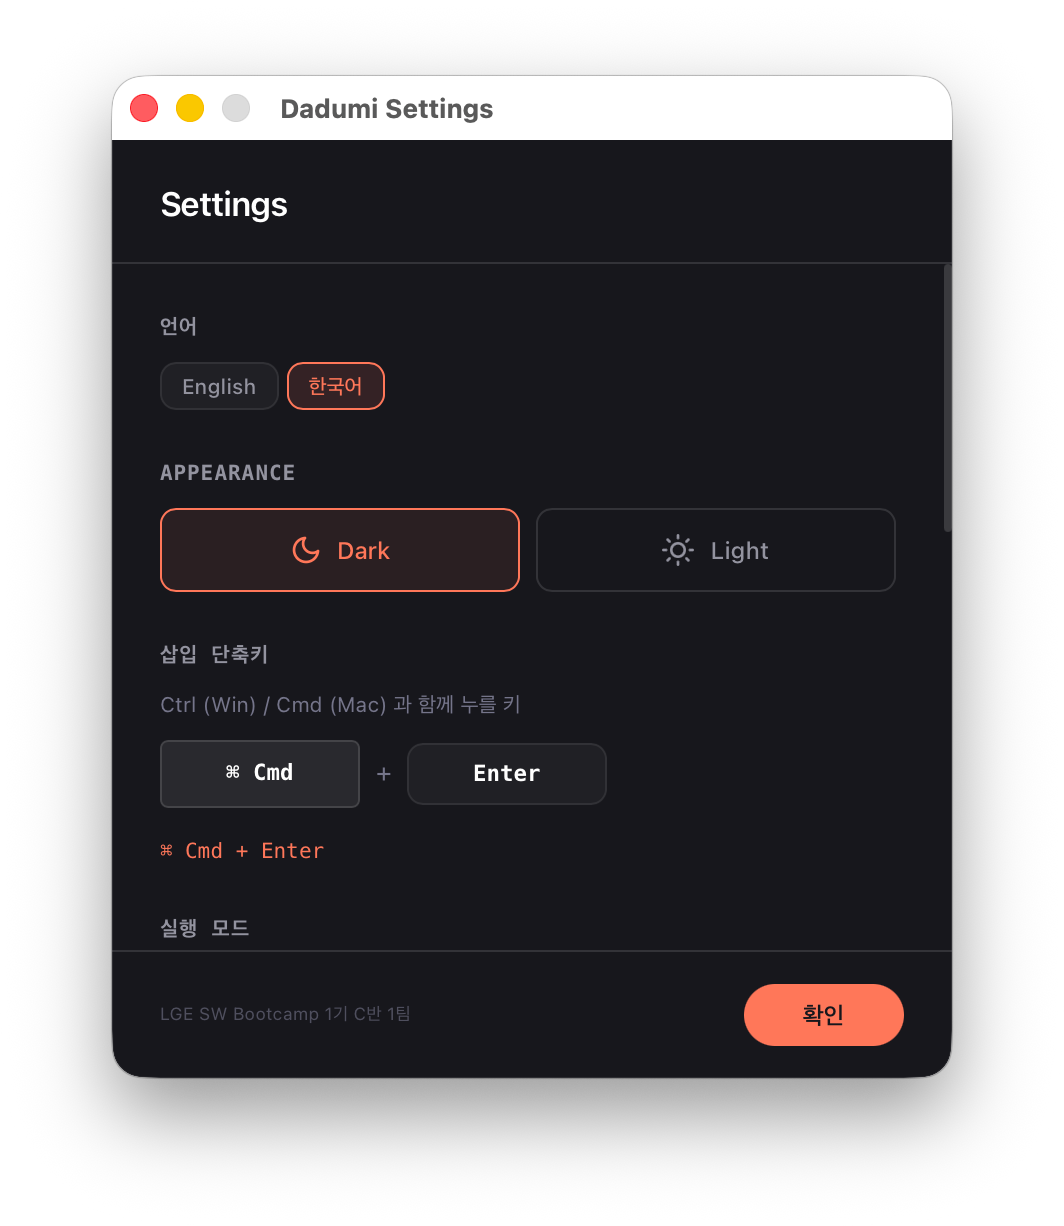 Dadumi Settings
Settings
언어
English 한국어
APPEARANCE
Dark Light
삽입 단축키
Ctrl (Win) / Cmd (Mac) 과 함께 누를 키
⌘ Cmd + Enter
⌘ Cmd + Enter
실행 모드
LGE SW Bootcamp 1기 C반 1팀 확인